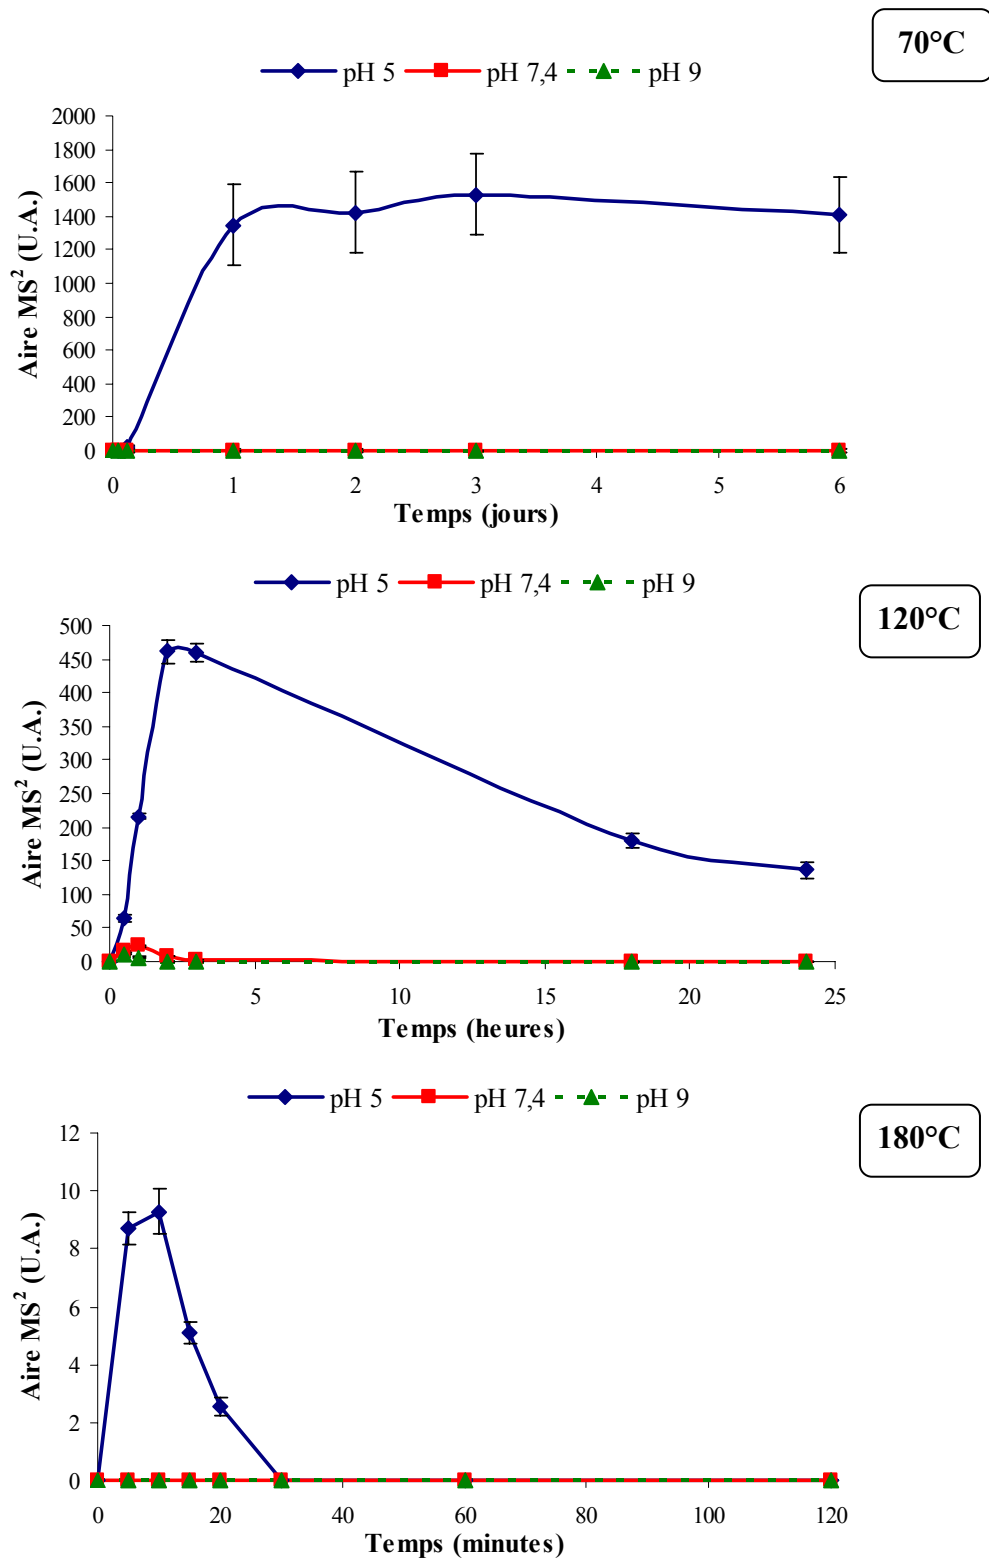 70°C
pH 5 pH 7,4 pH 9
2000
1800
1600
1400
1200
1000
800
600
400
200
0
Aire MS² (U.A.)
0 1 2 3 4 5 6
Temps (jours)
pH 5 pH 7,4 pH 9
120°C
500
450
400
350
300
250
200
150
100
50
0
Aire MS² (U.A.)
0 5 10 15 20 25
Temps (heures)
pH 5 pH 7,4 pH 9
180°C
12
10
8
6
4
2
0
Aire MS² (U.A.)
0 20 40 60 80 100 120
Temps (minutes)